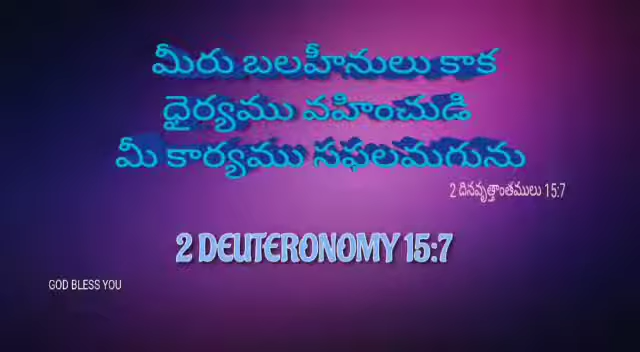 మీరు బలహీనులు కాక
ధైర్యము వహించుడి
మీ కార్యము సఫలమగును
2 దినవృత్తాంతములు 15:7
2 DEUTERONOMY 15:7
GOD BLESS YOU